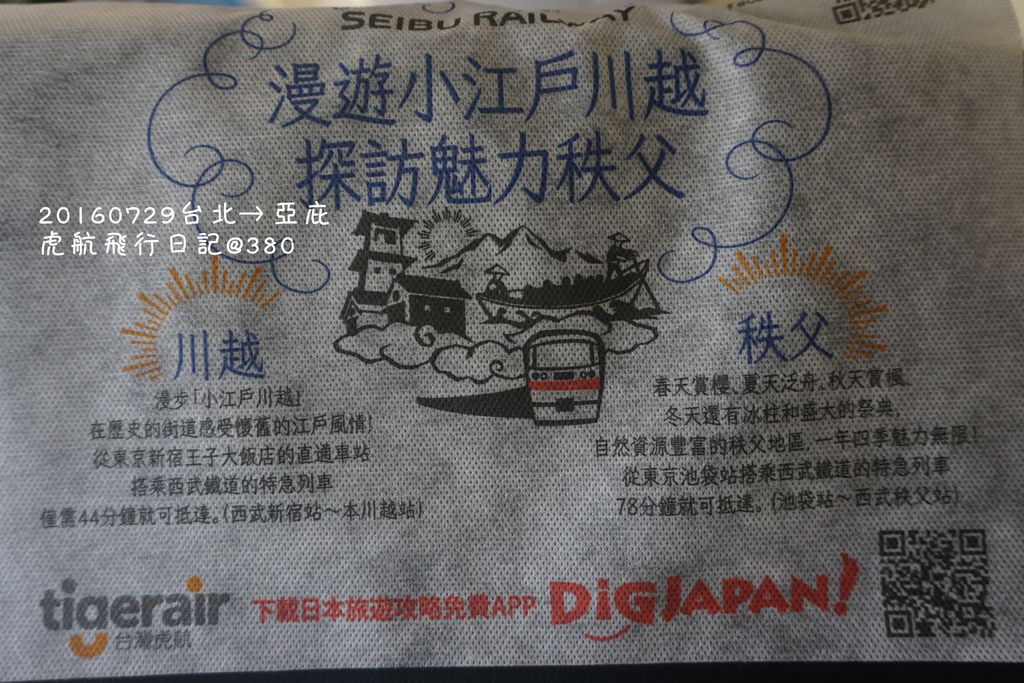 SEIBU RAILWAY
漫遊小江戶川越
探訪魅力秩父
20160729台北→亞庇
虎航飛行日記@380
川越
漫步「小江戶川越」
在歷史的街道感受懷舊的江戶風情!
從東京新宿王子大飯店的直通車站
搭乘西武鐵道的特急列車
僅需44分鐘就可抵達。(西武新宿站～本川越站)
秩父
春天賞櫻、夏天泛舟、秋天賞楓、
冬天還有冰柱和盛大的祭典,
自然資源豐富的秩父地區,一年四季魅力無限!
從東京池袋站搭乘西武鐵道的特急列車
78分鐘就可抵達。(池袋站～西武秩父站)
tigerair
台灣虎航
下載日本旅遊攻略免費APP DiGJAPAN!